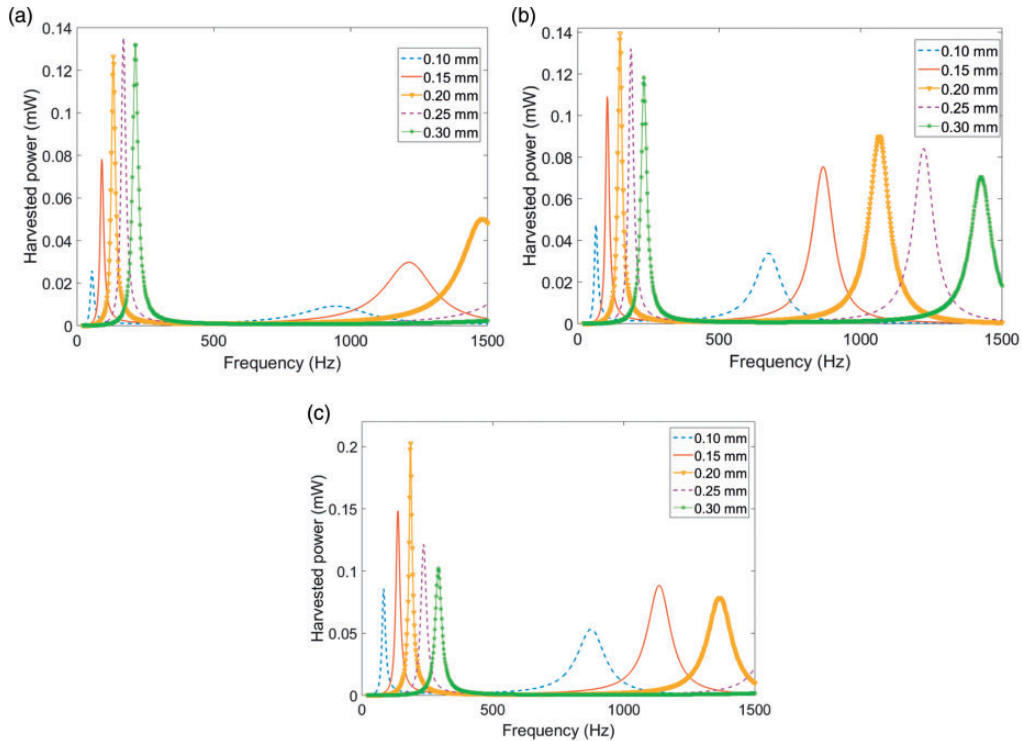 (a)
0.14
0.12
0.1
0.08
0.06
0.04
0.02
0
Harvested power (mW)
0.10 mm
0.15 mm
0.20 mm
0.25 mm
0.30 mm
0 500 1000 1500
Frequency (Hz)
(b)
0.14
0.12
0.1
0.08
0.06
0.04
0.02
0
Harvested power (mW)
0.10 mm
0.15 mm
0.20 mm
0.25 mm
0.30 mm
500 1000 1500
Frequency (Hz)
(c)
0.2
0.15
0.1
0.05
0
Harvested power (mW)
0.10 mm
0.15 mm
0.20 mm
0.25 mm
0.30 mm
0 500 1000 1500
Frequency (Hz)